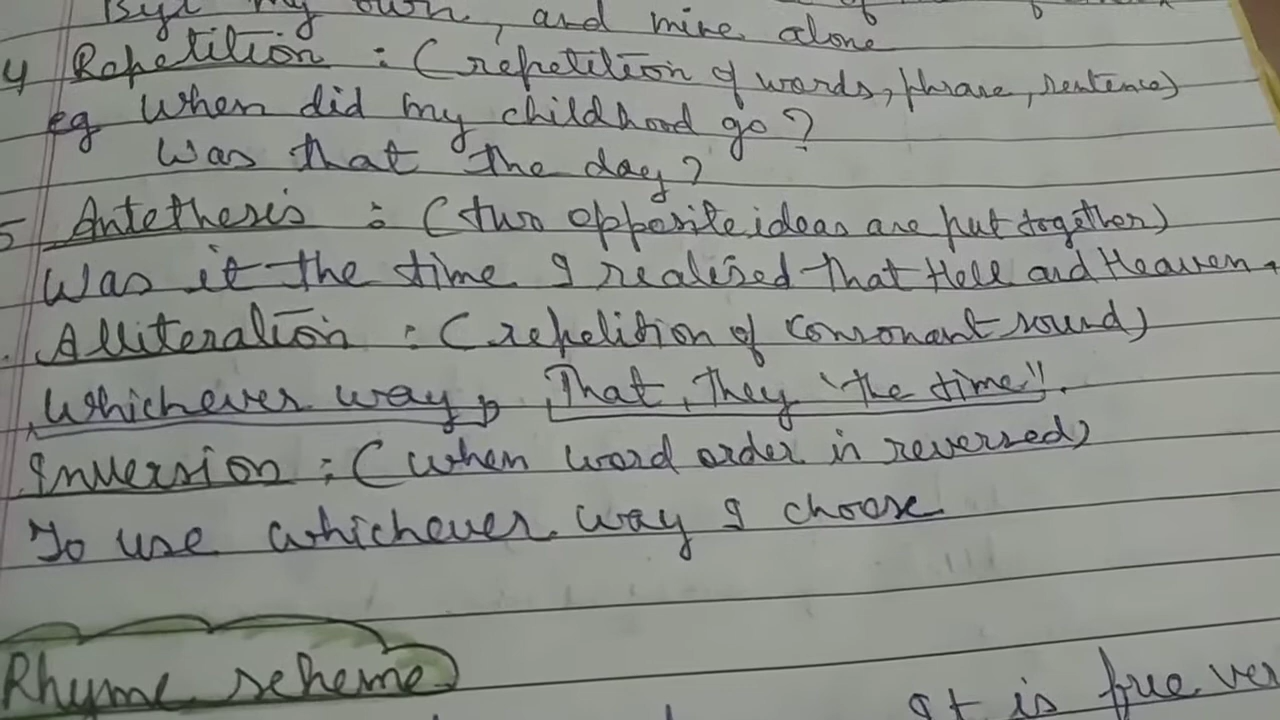 my own, and mine alone
4 Repetition : (repetition of words, phrase, sentence)
eg When did my childhood go?
Was that the day?
5 Antethesis : (two opposite ideas are put together)
Was it the time I realised that Hell and Heaven
Alliteration : (repetition of consonant sound)
Whichever way, That, They "the time".
Inversion : (when word order is reversed)
To use whichever way I choose
Rhyme scheme
It is free